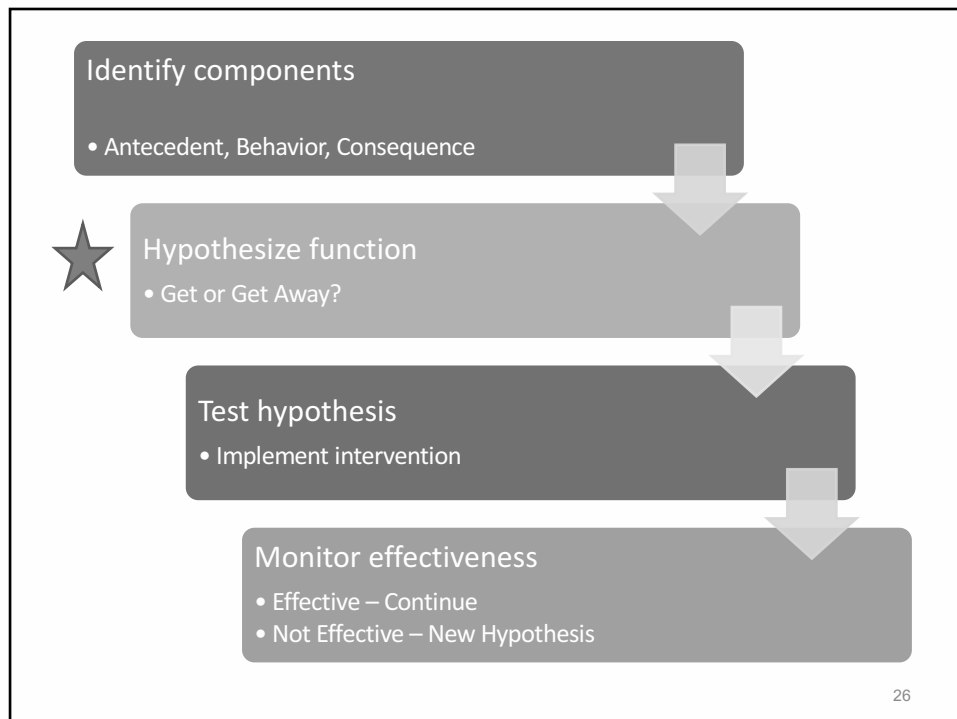 Identify components
• Antecedent, Behavior, Consequence
Hypothesize function
• Get or Get Away?
Test hypothesis
• Implement intervention
Monitor effectiveness
• Effective – Continue
• Not Effective – New Hypothesis
26